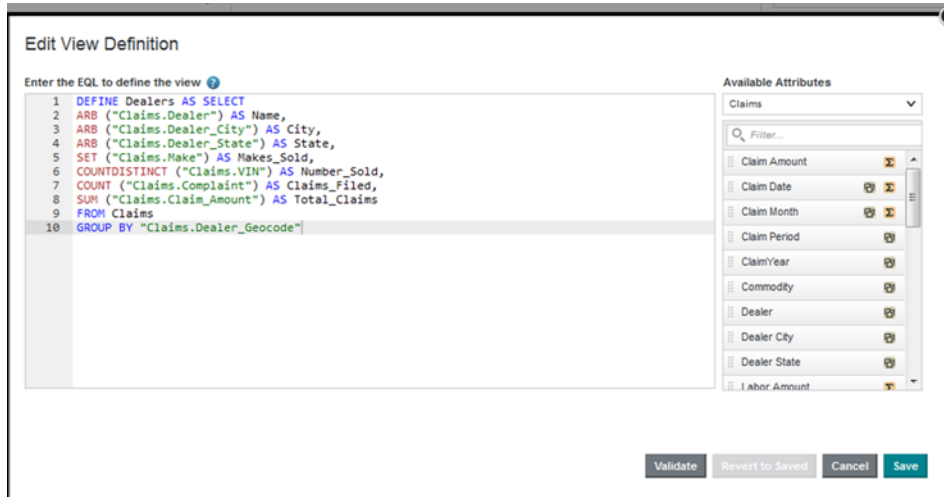 Edit View Definition
Enter the EQL to define the view ?
Available Attributes
1 DEFINE Dealers AS SELECT
2 ARB ("Claims.Dealer") AS Name,
3 ARB ("Claims.Dealer_City") AS City,
4 ARB ("Claims.Dealer_State") AS State,
5 SET ("Claims.Make") AS Makes_Sold,
6 COUNTDISTINCT ("Claims.VIN") AS Number_Sold,
7 COUNT ("Claims.Complaint") AS Claims_Filed,
8 SUM ("Claims.Claim_Amount") AS Total_Claims
9 FROM Claims
10 GROUP BY "Claims.Dealer_Geocode"
Claims
Filter...
Claim Amount Σ
Claim Date Σ
Claim Month Σ
Claim Period
ClaimYear
Commodity
Dealer
Dealer City
Dealer State
Labor Amount Σ
Validate Revert to Saved Cancel Save